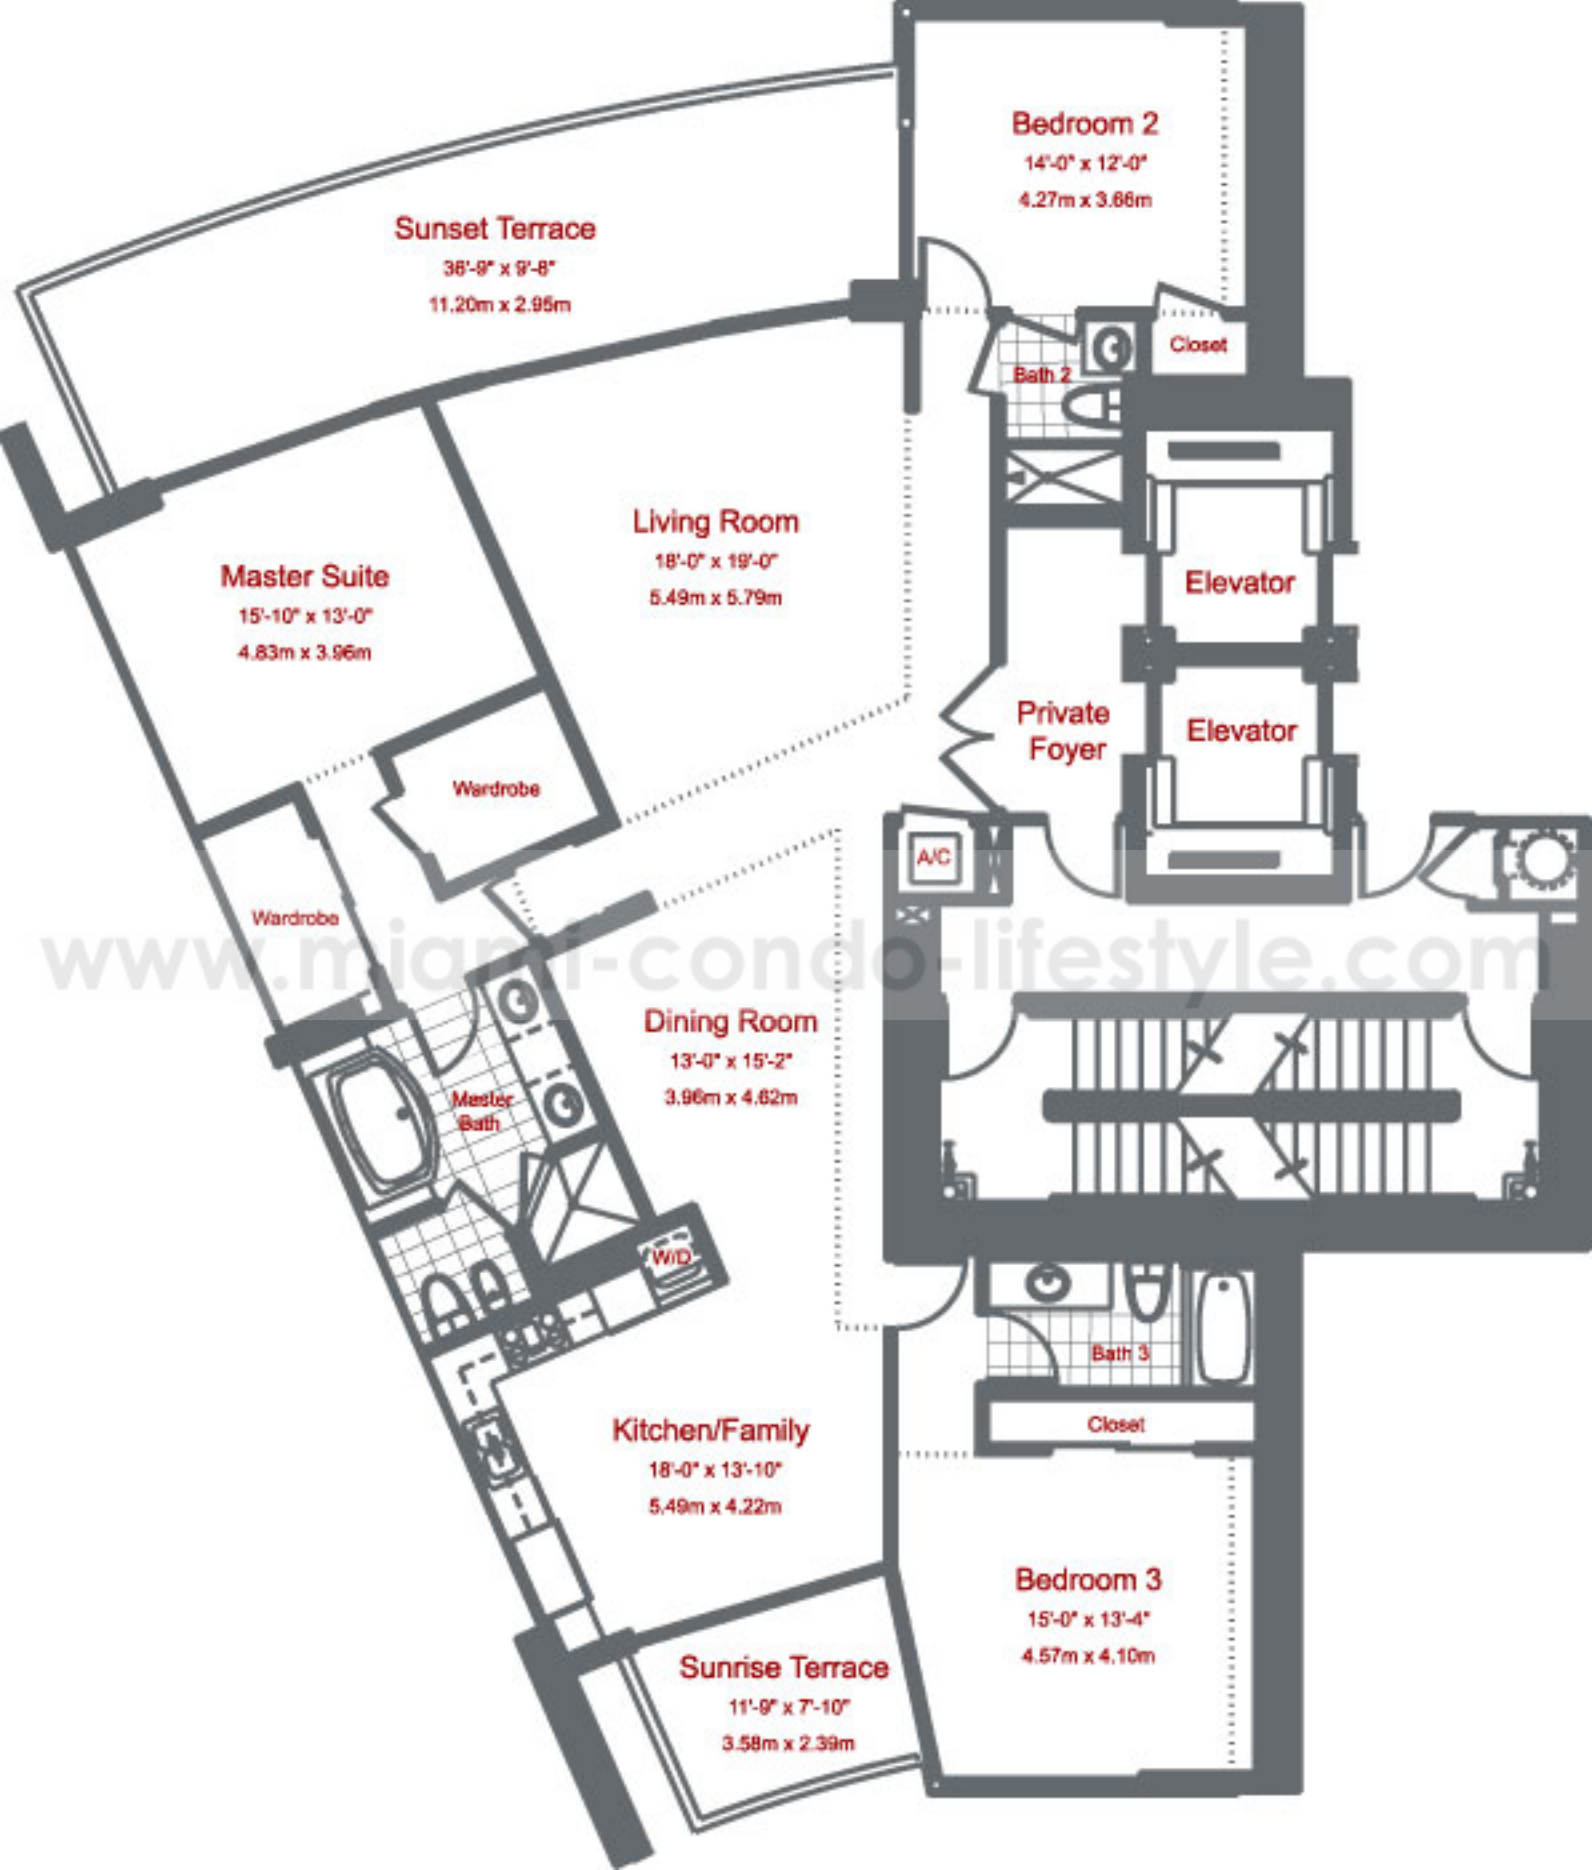 Bedroom 2
14'-0" x 12'-0"
4.27m x 3.66m
Sunset Terrace
36'-9" x 9'-8"
11.20m x 2.95m
Closet
Bath 2
Living Room
18'-0" x 19'-0"
5.49m x 5.79m
Master Suite
15'-10" x 13'-0"
4.83m x 3.96m
Elevator
Private
Foyer
Elevator
Wardrobe
A/C
Wardrobe
www.miami-condo-lifestyle.com
Dining Room
13'-0" x 15'-2"
3.96m x 4.62m
Master
Bath
W/D
Bath 3
Closet
Kitchen/Family
18'-0" x 13'-10"
5.49m x 4.22m
Bedroom 3
15'-0" x 13'-4"
4.57m x 4.10m
Sunrise Terrace
11'-9" x 7'-10"
3.58m x 2.39m